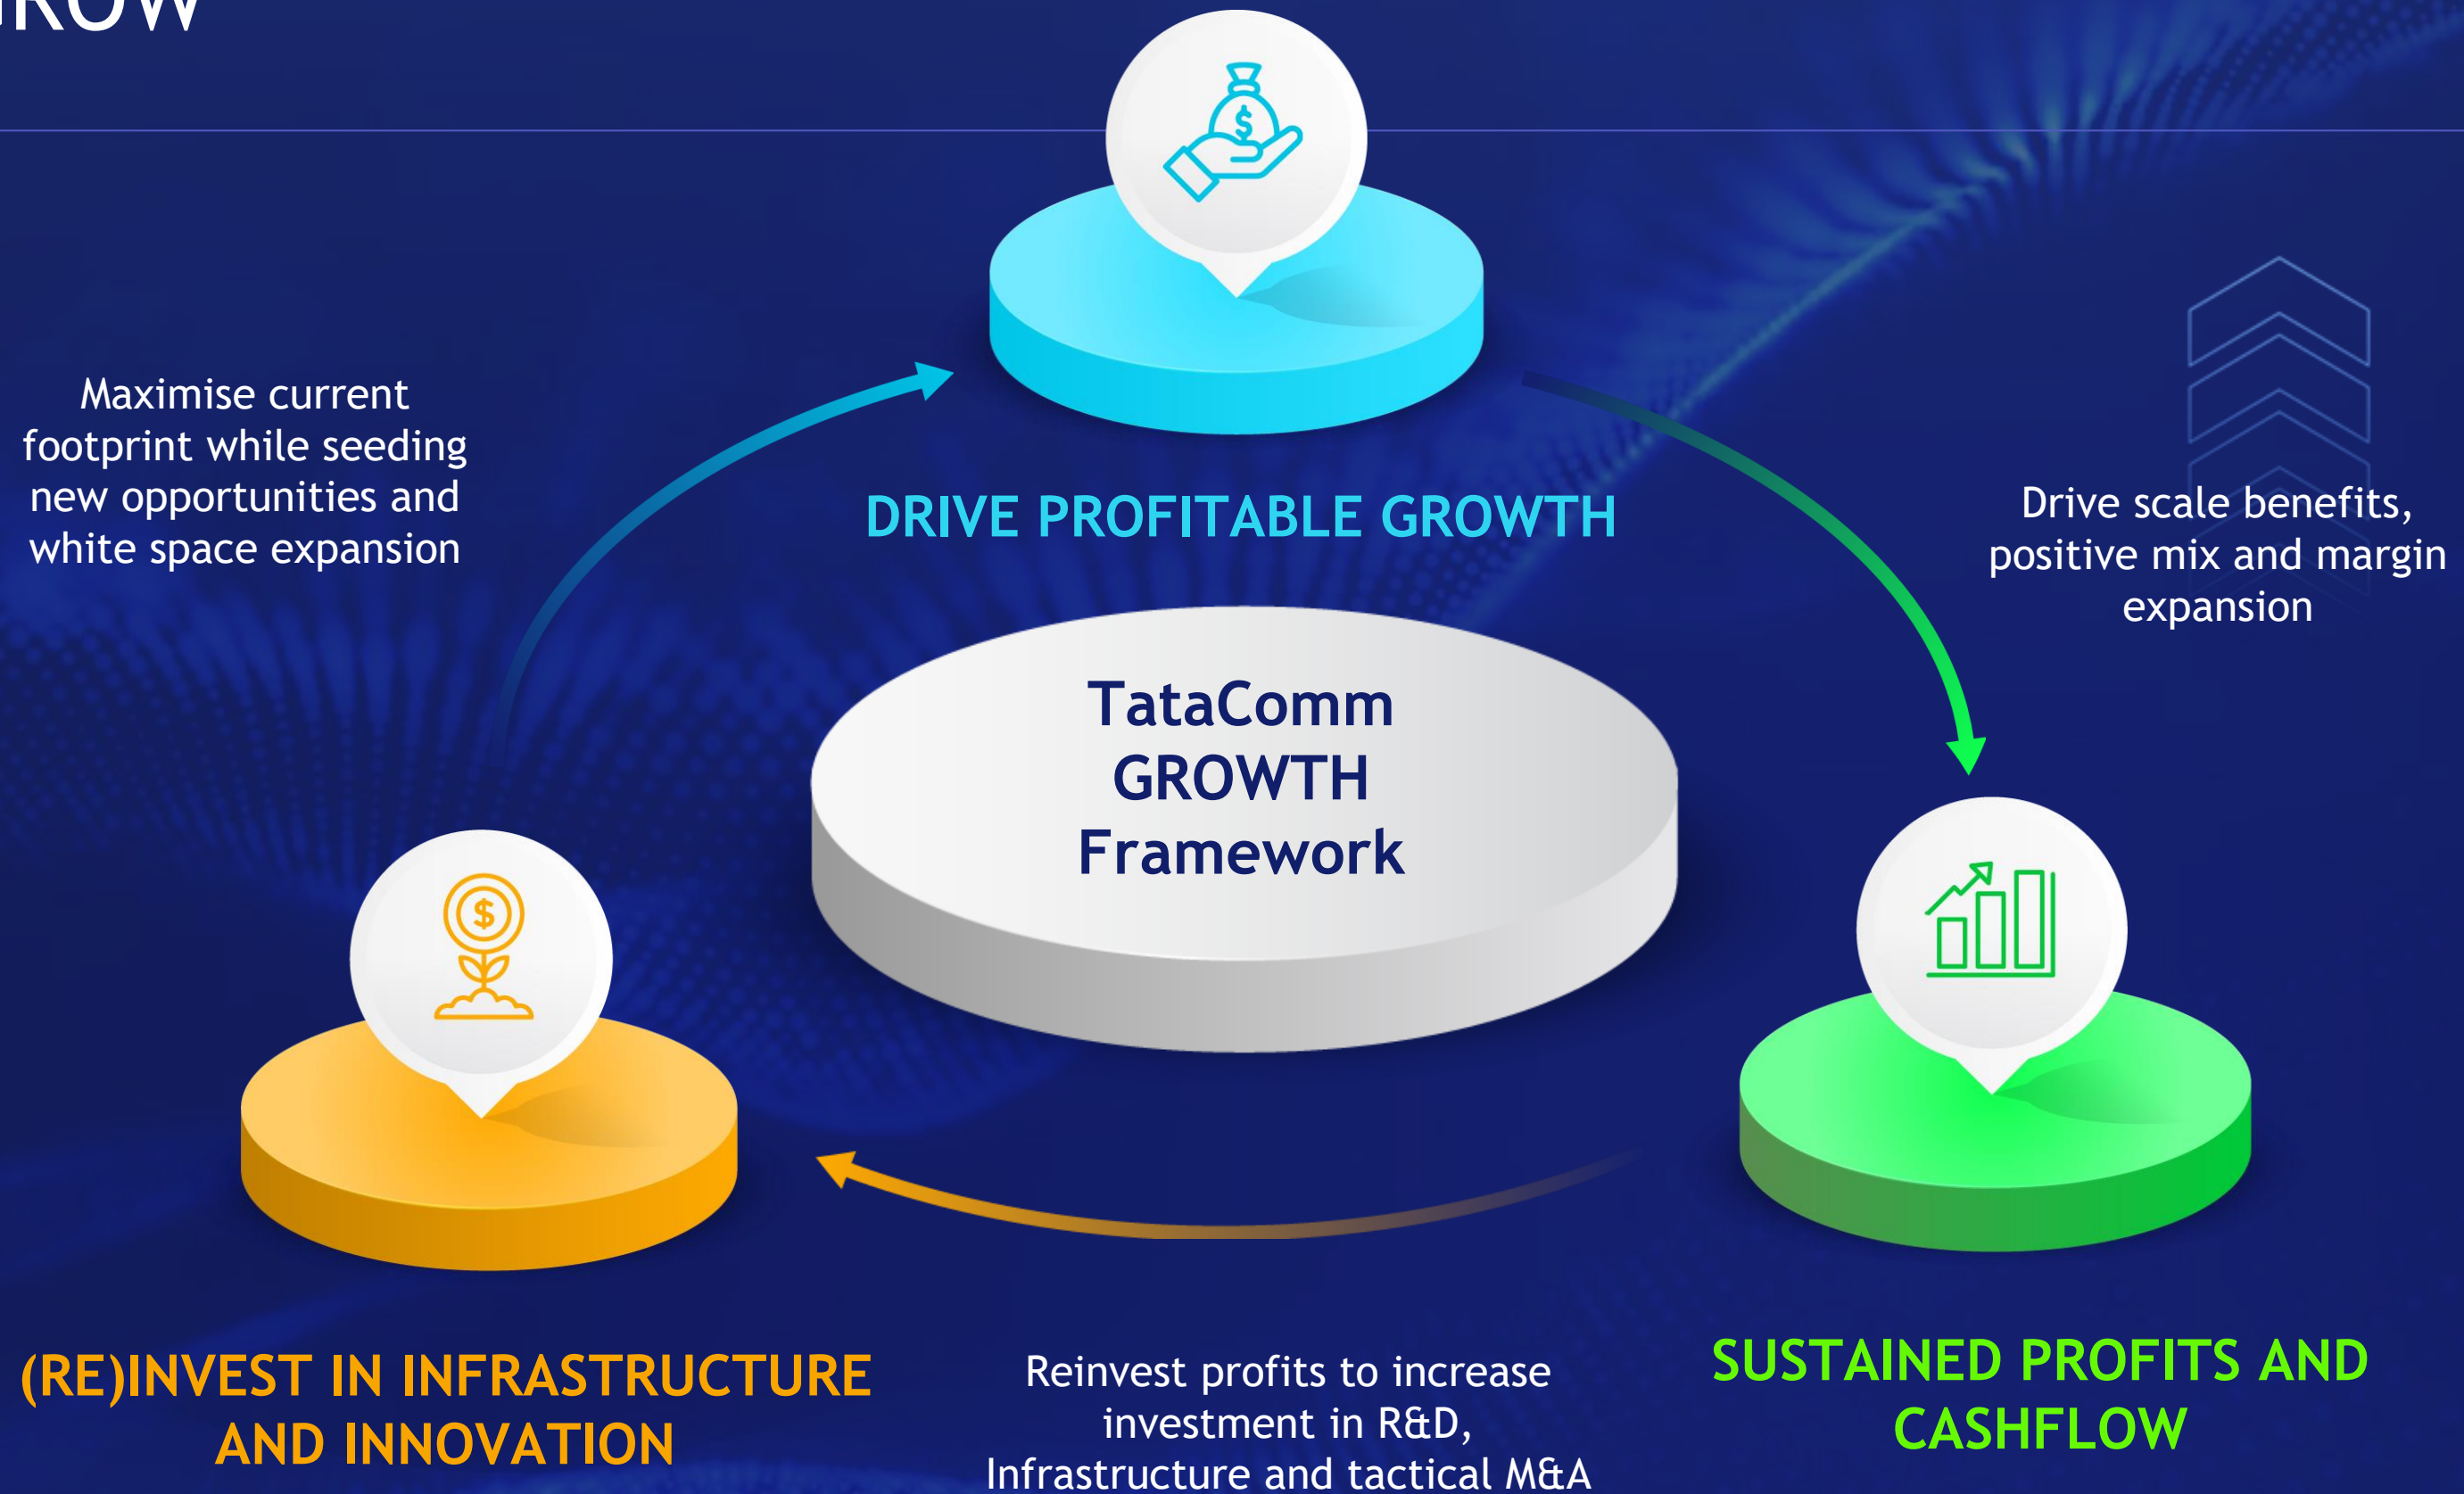 GROW
Maximise current
footprint while seeding
new opportunities and
white space expansion
DRIVE PROFITABLE GROWTH
Drive scale benefits,
positive mix and margin
expansion
TataComm
GROWTH
Framework
(RE)INVEST IN INFRASTRUCTURE
AND INNOVATION
Reinvest profits to increase
investment in R&D,
Infrastructure and tactical M&A
SUSTAINED PROFITS AND
CASHFLOW